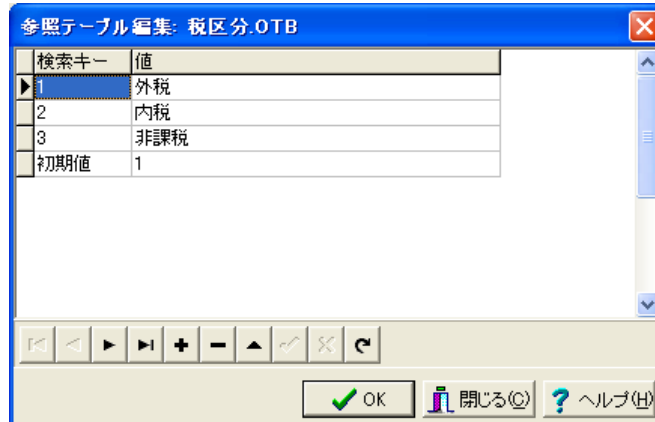 参照テーブル編集: 税区分.OTB
検索キー 値
1 外税
2 内税
3 非課税
初期値 1
OK 閉じる(C) ヘルプ(H)